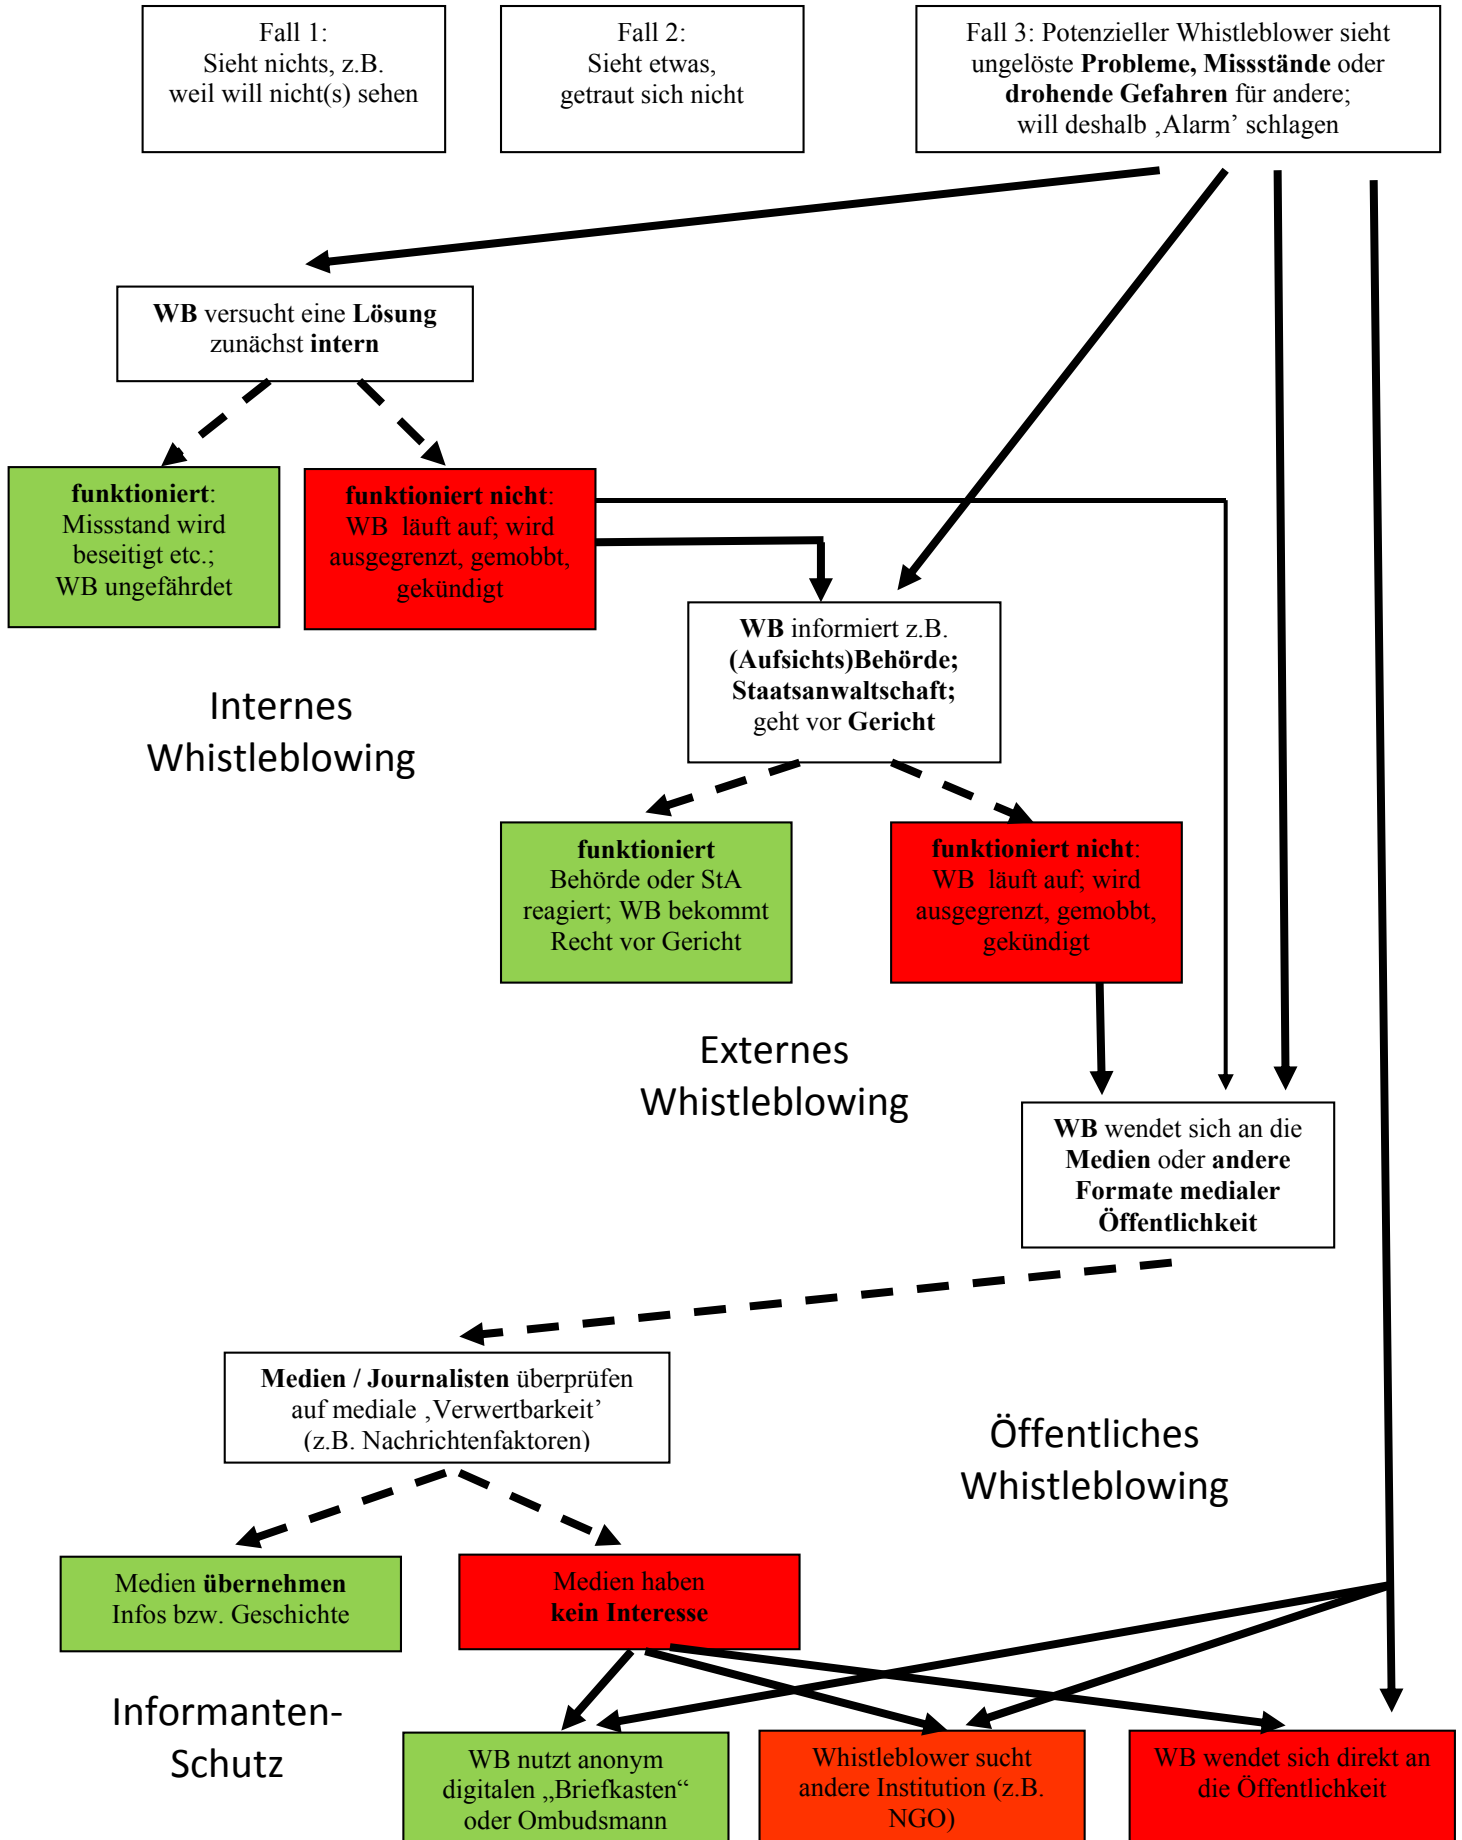 Fall 1:
Sieht nichts, z.B.
weil will nicht(s) sehen
Fall 2:
Sieht etwas,
getraut sich nicht
Fall 3: Potenzieller Whistleblower sieht
ungelöste Probleme, Missstände oder
drohende Gefahren für andere;
will deshalb ‚Alarm’ schlagen
WB versucht eine Lösung
zunächst intern
funktioniert:
Missstand wird
beseitigt etc.;
WB ungefährdet
funktioniert nicht:
WB läuft auf; wird
ausgegrenzt, gemobbt,
gekündigt
WB informiert z.B.
(Aufsichts)Behörde;
Staatsanwaltschaft;
geht vor Gericht
Internes
Whistleblowing
funktioniert
Behörde oder StA
reagiert; WB bekommt
Recht vor Gericht
funktioniert nicht:
WB läuft auf; wird
ausgegrenzt, gemobbt,
gekündigt
Externes
Whistleblowing
WB wendet sich an die
Medien oder andere
Formate medialer
Öffentlichkeit
Medien / Journalisten überprüfen
auf mediale ‚Verwertbarkeit’
(z.B. Nachrichtenfaktoren)
Öffentliches
Whistleblowing
Medien übernehmen
Infos bzw. Geschichte
Medien haben
kein Interesse
Informanten-
Schutz
WB nutzt anonym
digitalen „Briefkasten“
oder Ombudsmann
Whistleblower sucht
andere Institution (z.B.
NGO)
WB wendet sich direkt an
die Öffentlichkeit